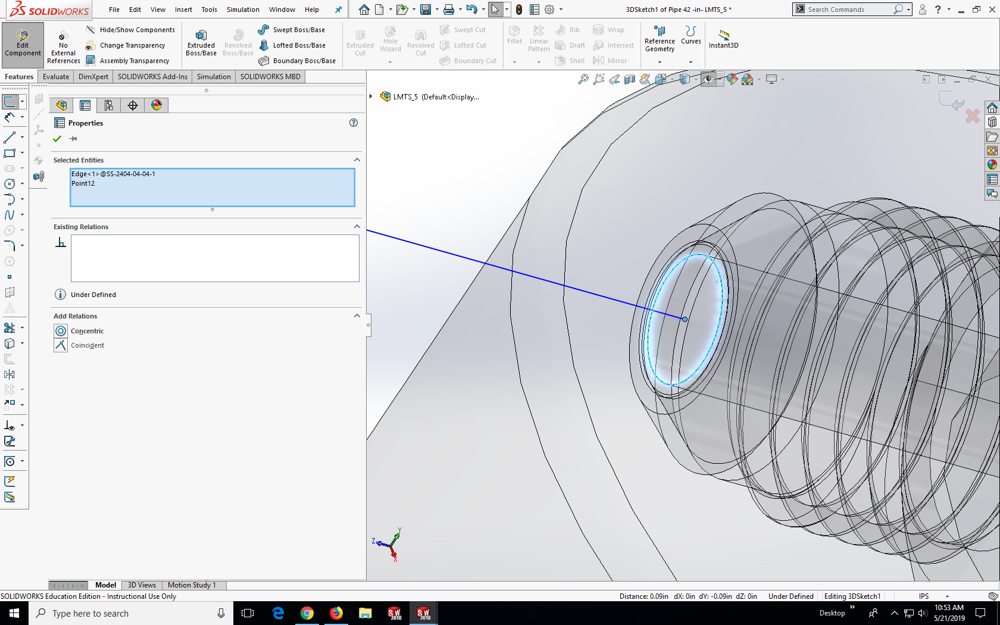 SOLIDWORKS
File Edit View Insert Tools Simulation Window Help
3DSketch1 of Pipe 42 -in- LMTS_5 *
Search Commands
Edit Component
No External References
Hide/Show Components
Change Transparency
Assembly Transparency
Extruded Boss/Base
Revolved Boss/Base
Swept Boss/Base
Lofted Boss/Base
Boundary Boss/Base
Extruded Cut
Hole Wizard
Revolved Cut
Swept Cut
Lofted Cut
Boundary Cut
Fillet
Linear Pattern
Rib
Draft
Shell
Wrap
Intersect
Mirror
Reference Geometry
Curves
Instant3D
Features Evaluate DimXpert SOLIDWORKS Add-Ins Simulation SOLIDWORKS MBD
LMTS_5 (Default<Display...
Properties
Selected Entities
Edge<1>@SS-2404-04-04-1
Point12
Existing Relations
Under Defined
Add Relations
Concentric
Coincident
Y
Z
X
Model 3D Views Motion Study 1
SOLIDWORKS Education Edition - Instructional Use Only
Distance: 0.09in dX: 0in dY: -0.09in dZ: 0in Under Defined Editing 3DSketch1 IPS
Type here to search
SW 2018
SW 2018
Desktop
10:53 AM
5/21/2019